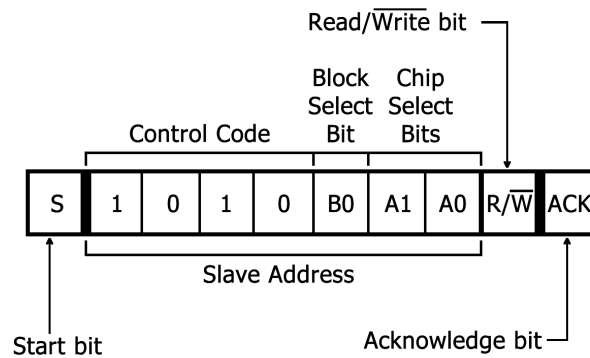 Read/Write bit
Block
Select
Bit
Chip
Select
Bits
Control Code
S 1 0 1 0 B0 A1 A0 R/W ACK
Slave Address
Start bit
Acknowledge bit